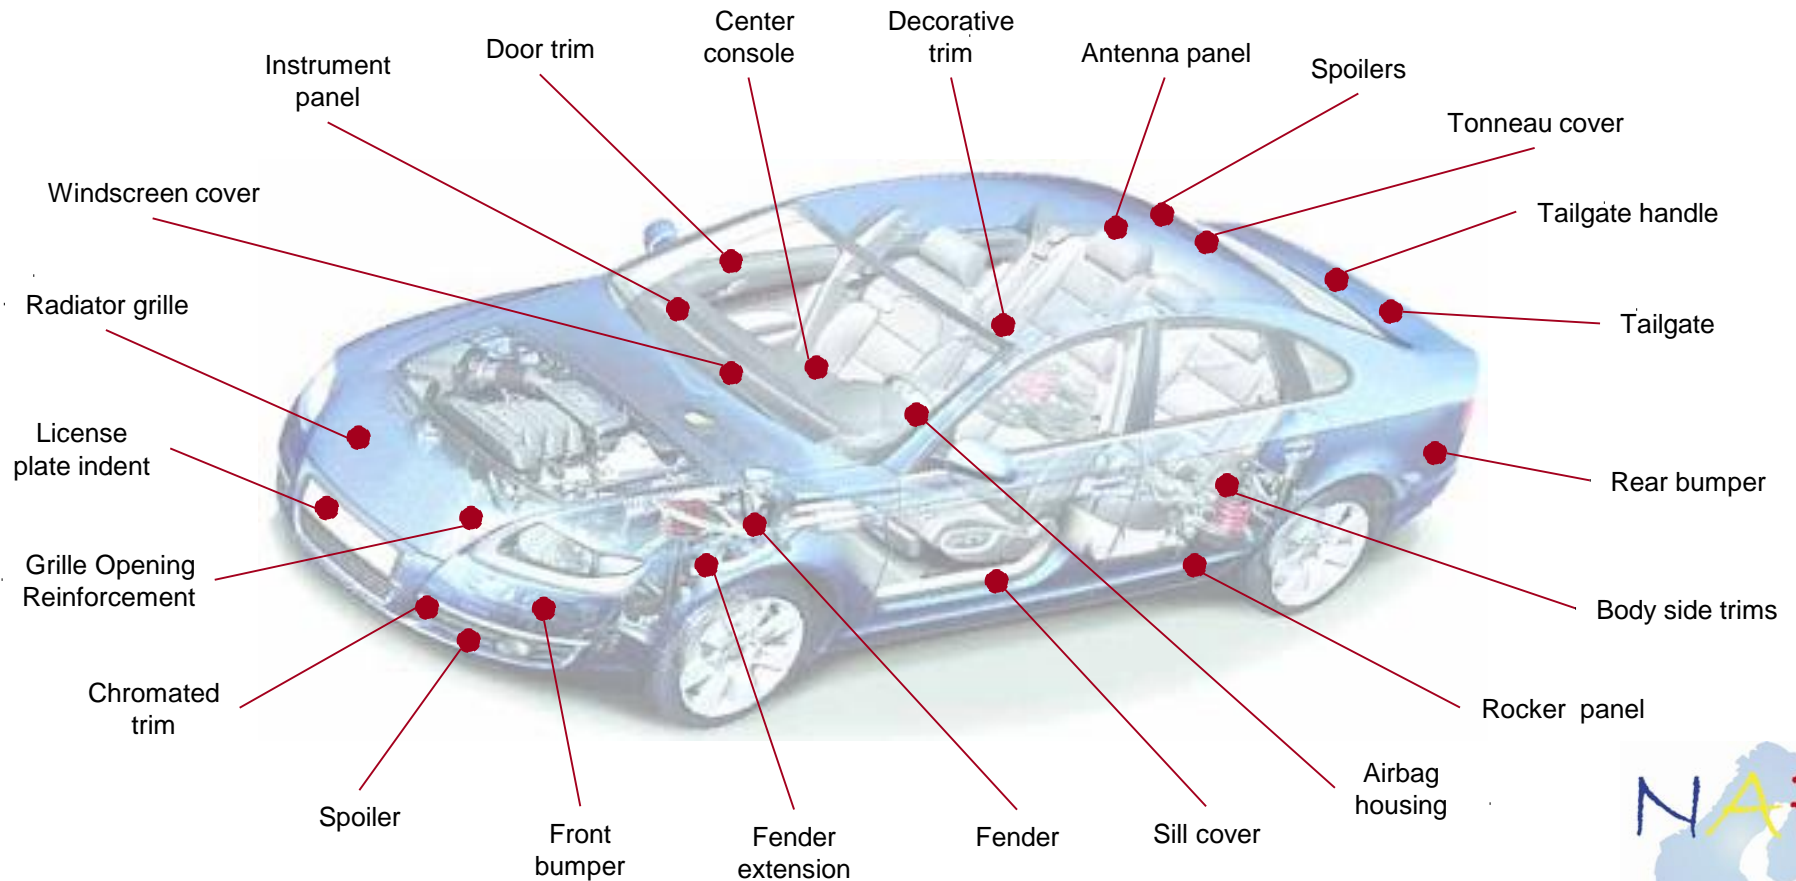 Center
console
Decorative
trim
Door trim
Antenna panel
Instrument
panel
Spoilers
Tonneau cover
Windscreen cover
Tailgate handle
Radiator grille
Tailgate
License
plate indent
Rear bumper
Grille Opening
Reinforcement
Body side trims
Chromated
trim
Rocker panel
Airbag
housing
Spoiler
Front
bumper
Fender
extension
Fender
Sill cover
NA